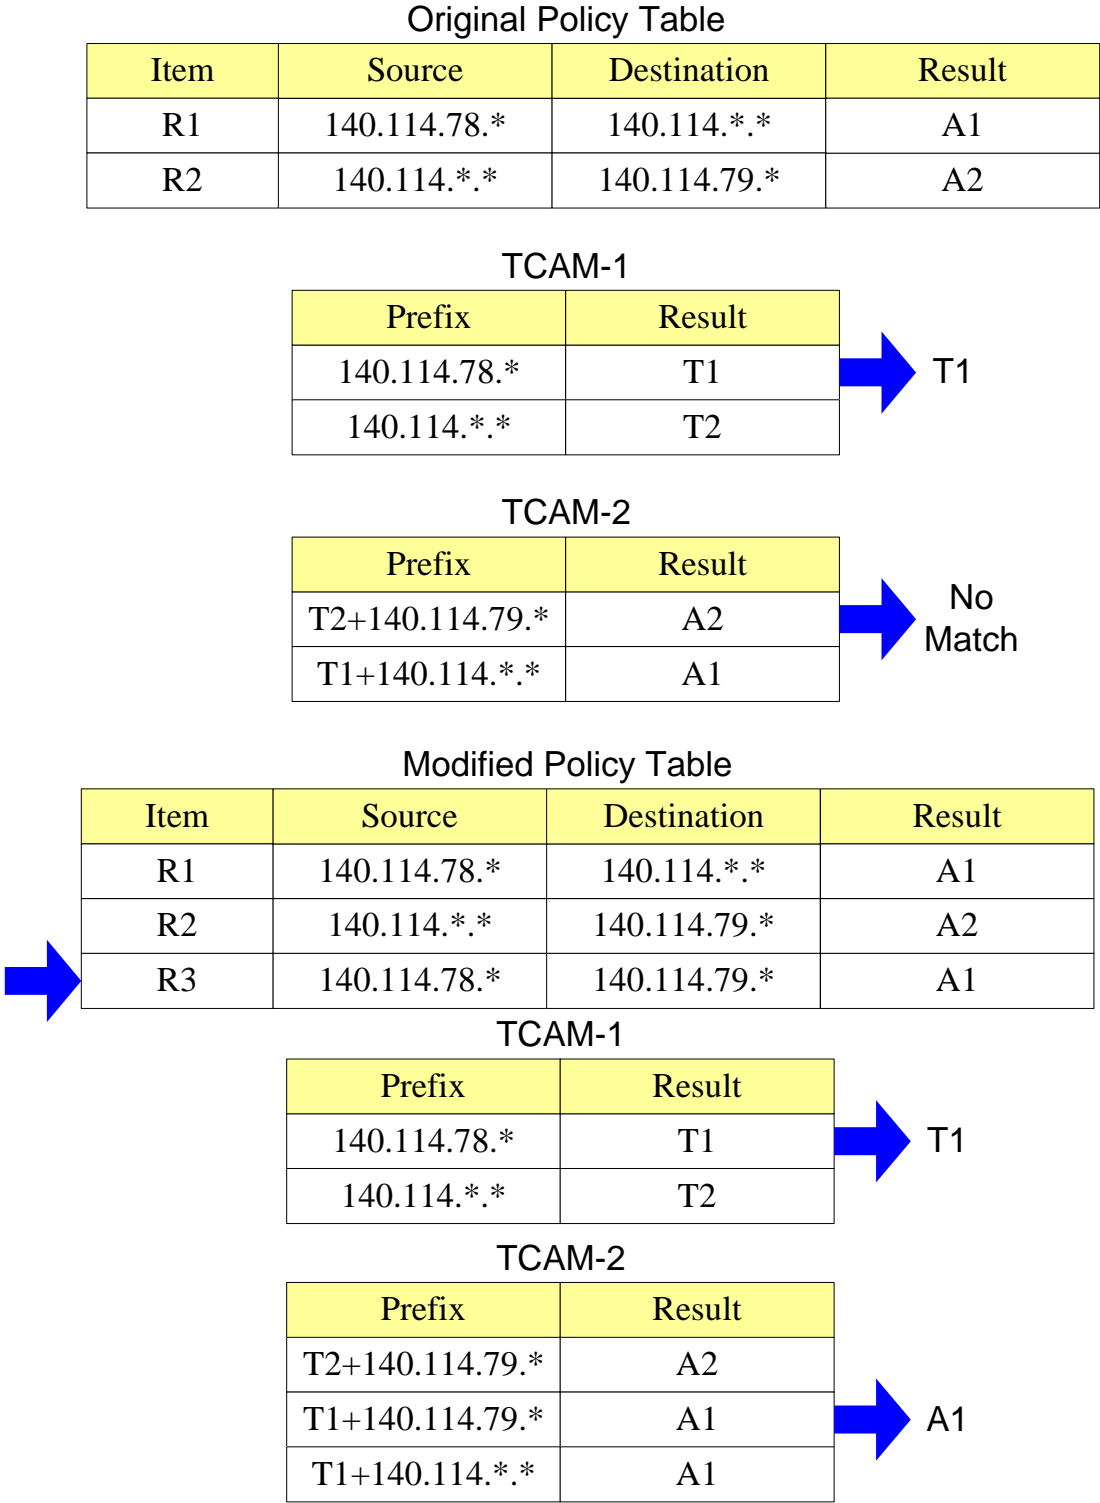 Original Policy Table
Item Source Destination Result
R1 140.114.78.* 140.114.*.* A1
R2 140.114.*.* 140.114.79.* A2
TCAM-1
Prefix Result
140.114.78.* T1 T1
140.114.*.* T2
TCAM-2
Prefix Result
T2+140.114.79.* A2 No Match
T1+140.114.*.* A1
Modified Policy Table
Item Source Destination Result
R1 140.114.78.* 140.114.*.* A1
R2 140.114.*.* 140.114.79.* A2
R3 140.114.78.* 140.114.79.* A1
TCAM-1
Prefix Result
140.114.78.* T1 T1
140.114.*.* T2
TCAM-2
Prefix Result
T2+140.114.79.* A2
T1+140.114.79.* A1 A1
T1+140.114.*.* A1